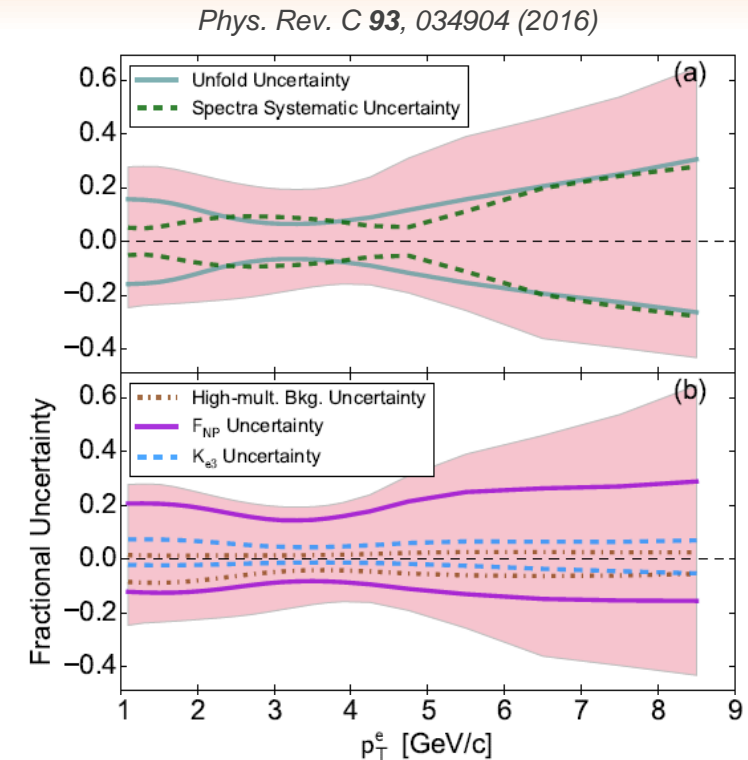 Phys. Rev. C 93, 034904 (2016)
(a)
Unfold Uncertainty
Spectra Systematic Uncertainty
0.6
0.4
0.2
0.0
−0.2
−0.4
(b)
High-mult. Bkg. Uncertainty
F_NP Uncertainty
K_e3 Uncertainty
0.6
0.4
0.2
0.0
−0.2
−0.4
Fractional Uncertainty
1 2 3 4 5 6 7 8 9
p_T^e [GeV/c]